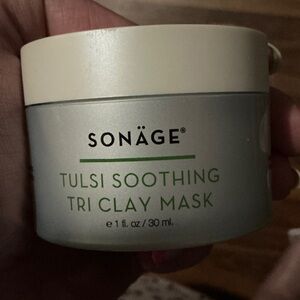 SONÄGE®
TULSI SOOTHING
TRI CLAY MASK
e 1 fl. oz / 30 ml.